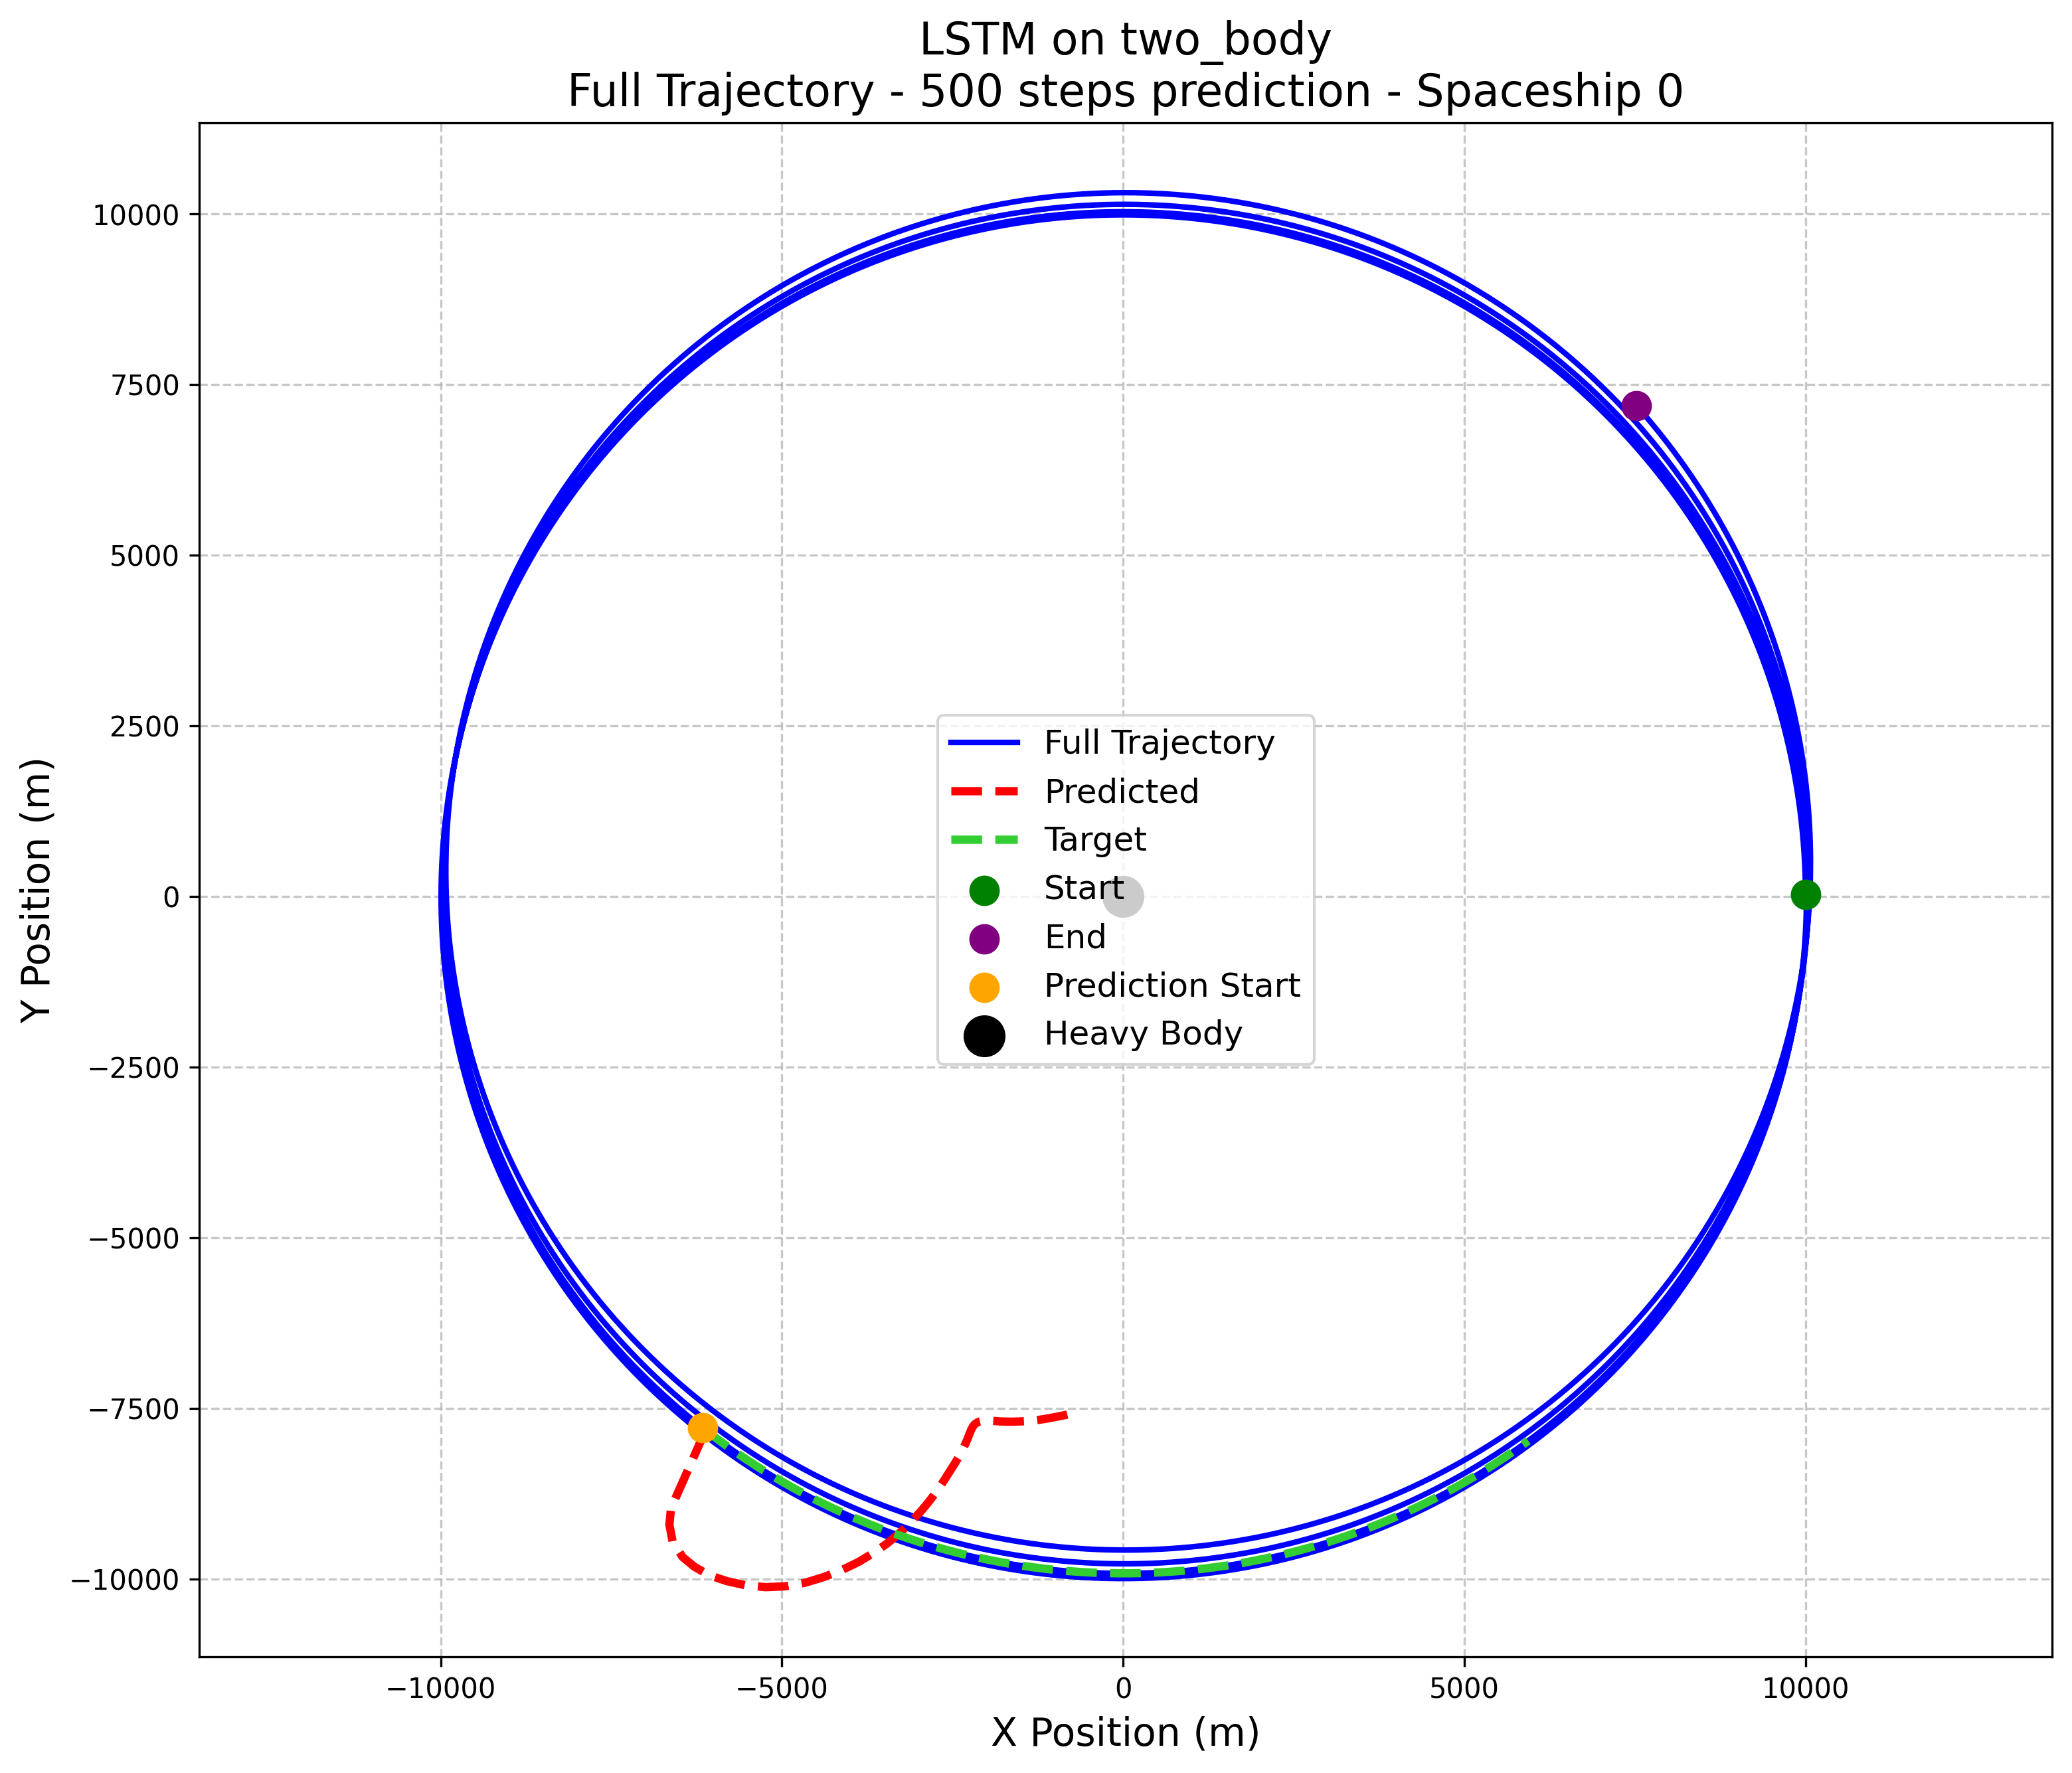 LSTM on two_body
Full Trajectory - 500 steps prediction - Spaceship 0
Y Position (m)
10000
7500
5000
2500
0
−2500
−5000
−7500
−10000
Full Trajectory
Predicted
Target
Start
End
Prediction Start
Heavy Body
−10000
−5000
0
5000
10000
X Position (m)